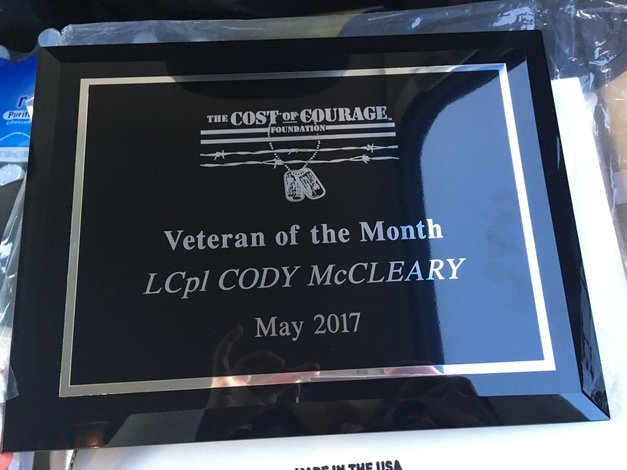 THE COST OF COURAGE
FOUNDATION
Veteran of the Month
LCpl CODY McCLEARY
May 2017
MADE IN THE USA